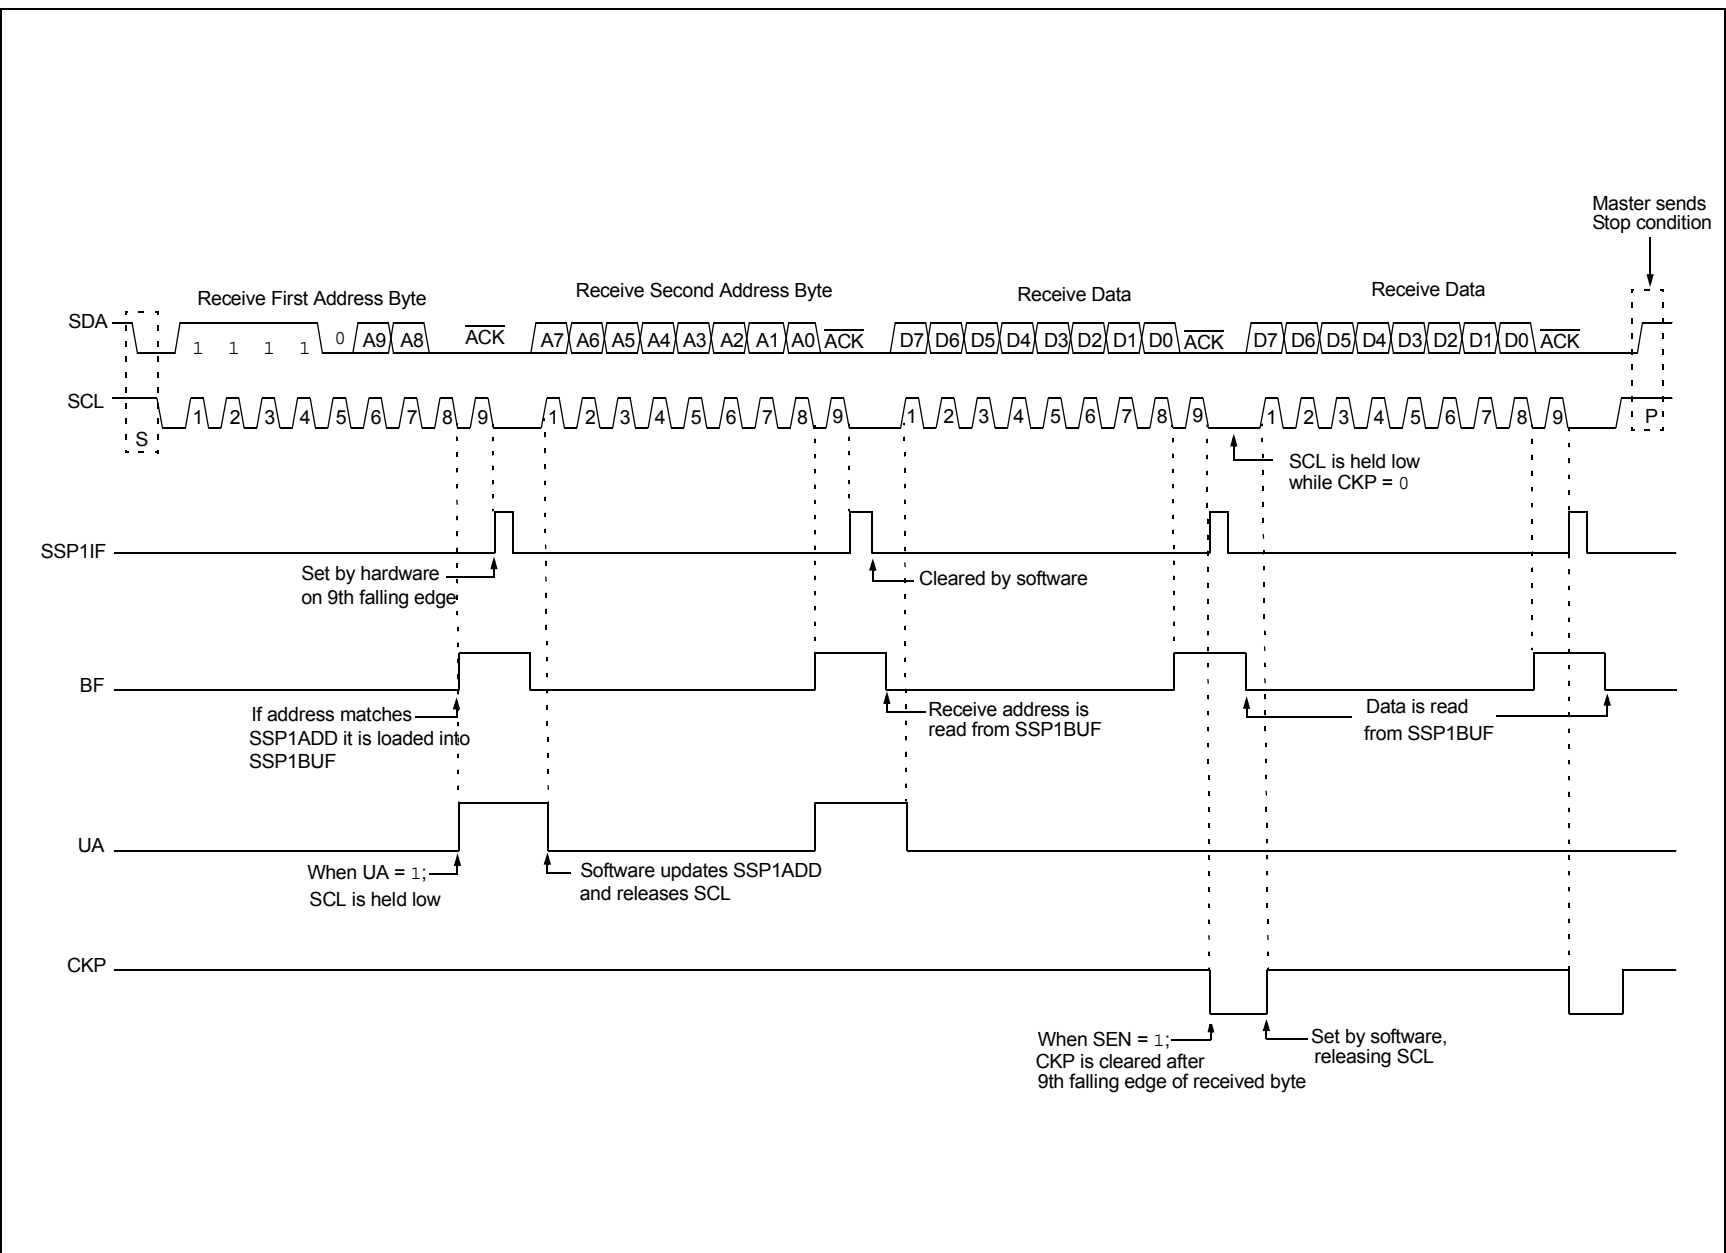 Master sends
Stop condition
Receive First Address Byte
Receive Second Address Byte
Receive Data
Receive Data
SDA
1 1 1 1 0 A9 A8 ACK A7 A6 A5 A4 A3 A2 A1 A0 ACK D7 D6 D5 D4 D3 D2 D1 D0 ACK D7 D6 D5 D4 D3 D2 D1 D0 ACK
SCL
S 1 2 3 4 5 6 7 8 9 1 2 3 4 5 6 7 8 9 1 2 3 4 5 6 7 8 9 1 2 3 4 5 6 7 8 9 P
SCL is held low
while CKP = 0
SSP1IF
Set by hardware
on 9th falling edge
Cleared by software
BF
If address matches
SSP1ADD it is loaded into
SSP1BUF
Receive address is
read from SSP1BUF
Data is read
from SSP1BUF
UA
When UA = 1;
SCL is held low
Software updates SSP1ADD
and releases SCL
CKP
When SEN = 1;
CKP is cleared after
9th falling edge of received byte
Set by software,
releasing SCL